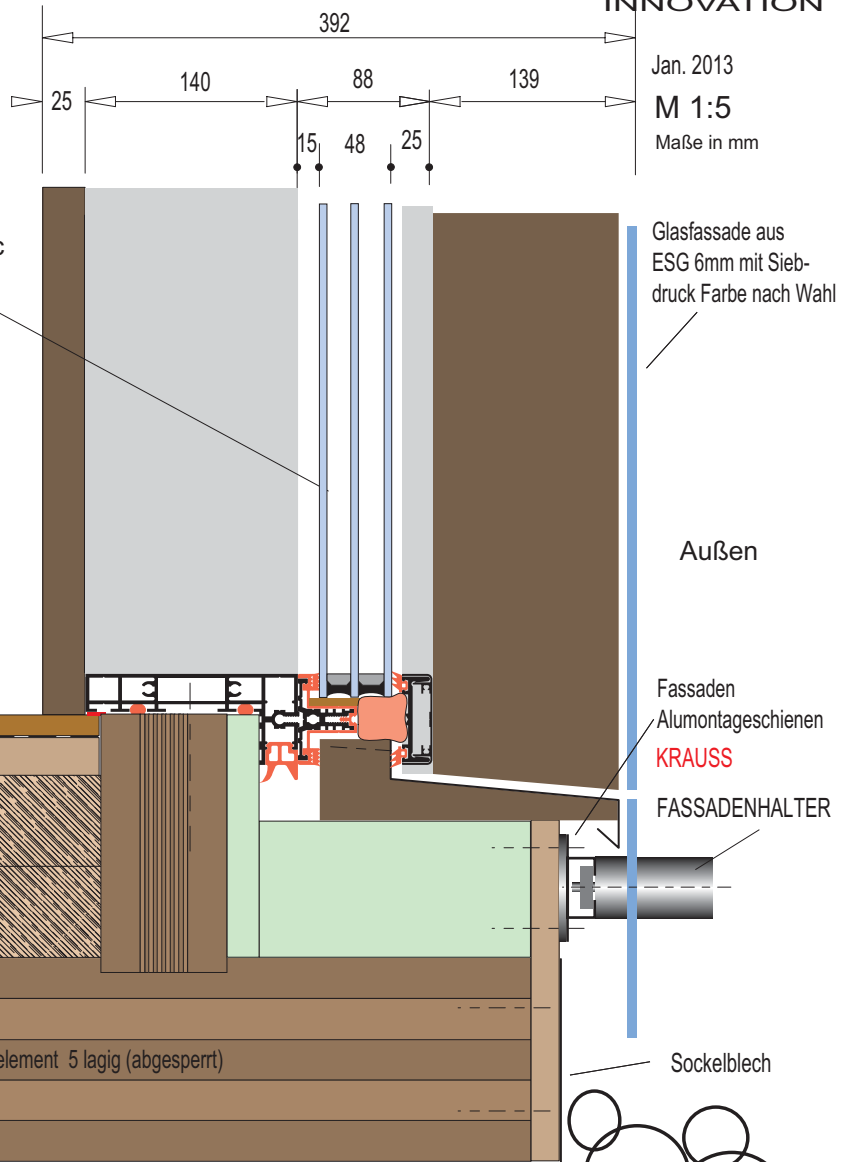 INNOVATION
392
Jan. 2013
25
140
88
139
M 1:5
15
48
25
Maße in mm
c
Glasfassade aus
ESG 6mm mit Sieb-
druck Farbe nach Wahl
Außen
Fassaden
Alumontageschienen
KRAUSS
FASSADENHALTER
element 5 lagig (abgesperrt)
Sockelblech